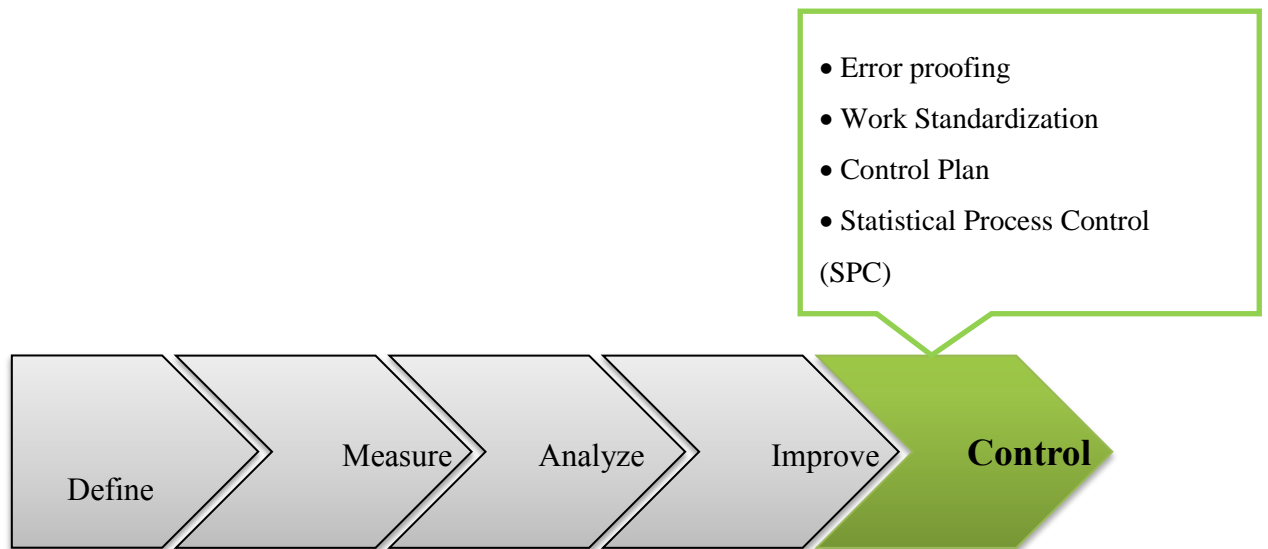 • Error proofing
• Work Standardization
• Control Plan
• Statistical Process Control
(SPC)
Define
Measure
Analyze
Improve
Control